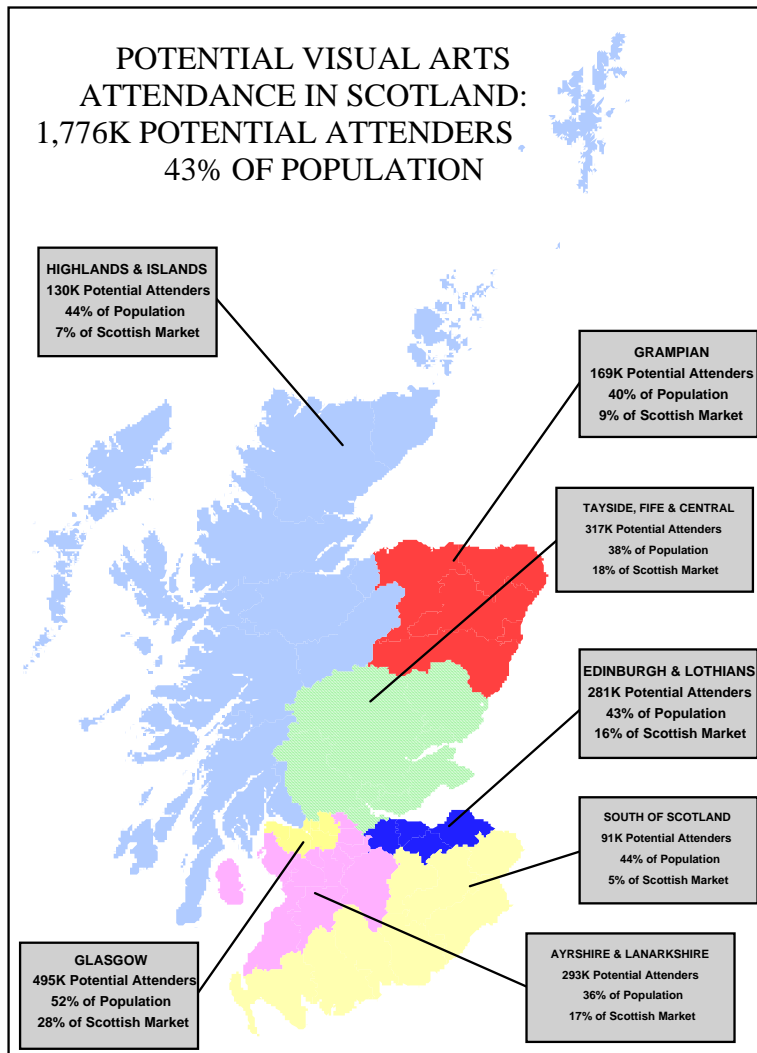 POTENTIAL VISUAL ARTS
ATTENDANCE IN SCOTLAND:
1,776K POTENTIAL ATTENDERS
43% OF POPULATION
HIGHLANDS & ISLANDS
130K Potential Attenders
44% of Population
7% of Scottish Market
GRAMPIAN
169K Potential Attenders
40% of Population
9% of Scottish Market
TAYSIDE, FIFE & CENTRAL
317K Potential Attenders
38% of Population
18% of Scottish Market
EDINBURGH & LOTHIANS
281K Potential Attenders
43% of Population
16% of Scottish Market
SOUTH OF SCOTLAND
91K Potential Attenders
44% of Population
5% of Scottish Market
GLASGOW
495K Potential Attenders
52% of Population
28% of Scottish Market
AYRSHIRE & LANARKSHIRE
293K Potential Attenders
36% of Population
17% of Scottish Market